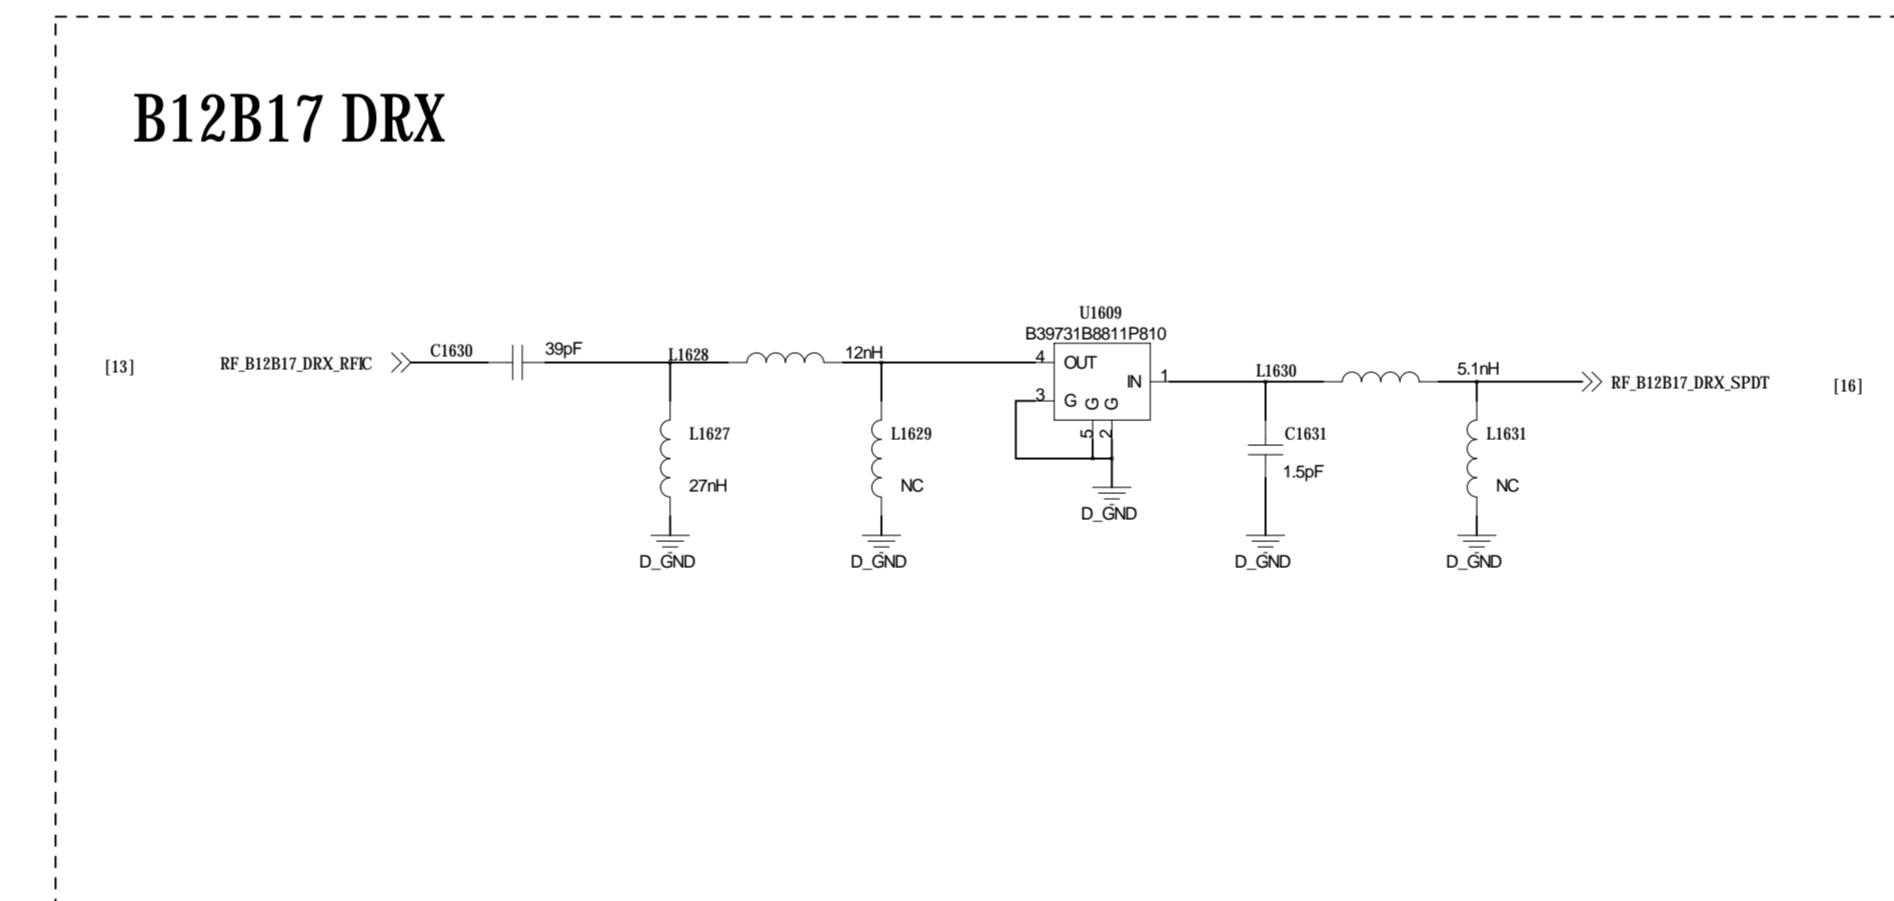 B12B17 DRX
U1609
B39731B8811P810
[13] RF_B12B17_DRX_RFIC C1630 39pF L1628 12nH 4 OUT
IN 1 L1630 5.1nH RF_B12B17_DRX_SPDT [16]
3 G G G
5 2
L1627 L1629 C1631 L1631
27nH NC 1.5pF NC
D_GND
D_GND D_GND D_GND D_GND